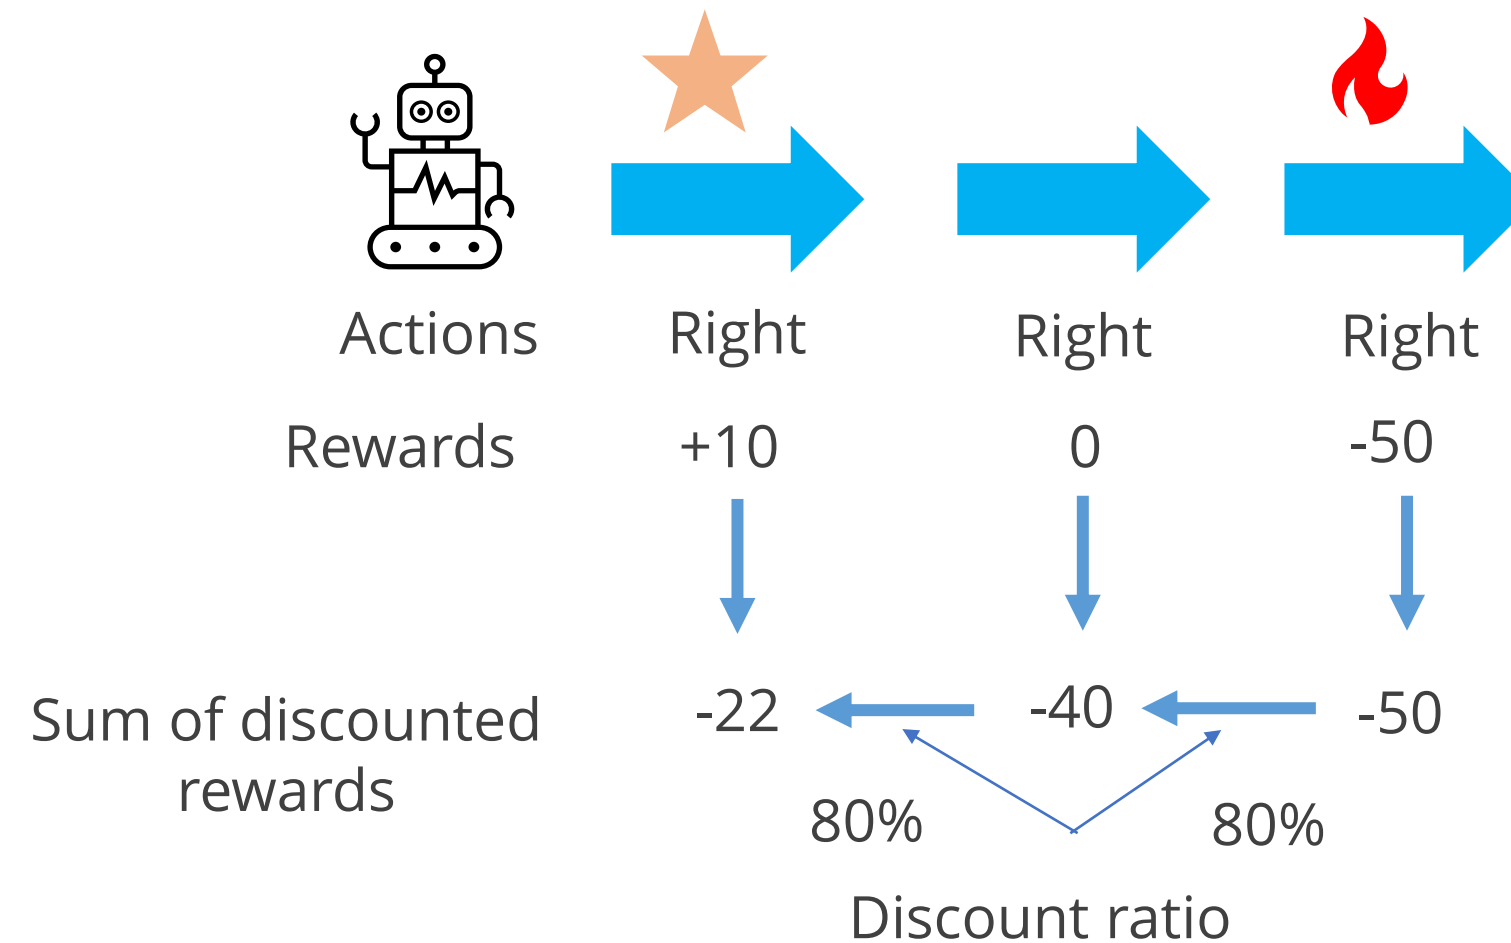 Actions Right Right Right
Rewards +10 0 -50
Sum of discounted
rewards
-22 -40 -50
80% 80%
Discount ratio